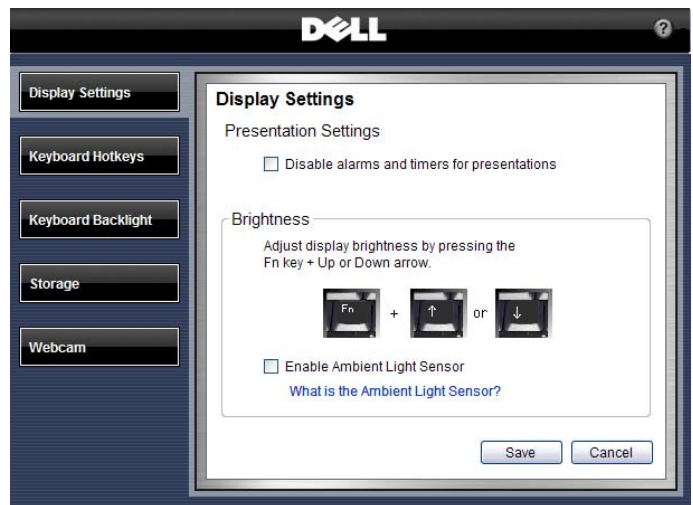 DELL
?
Display Settings
Keyboard Hotkeys
Keyboard Backlight
Storage
Webcam
Display Settings
Presentation Settings
Disable alarms and timers for presentations
Brightness
Adjust display brightness by pressing the
Fn key + Up or Down arrow.
Fn + ↑ or ↓
Enable Ambient Light Sensor
What is the Ambient Light Sensor?
Save Cancel